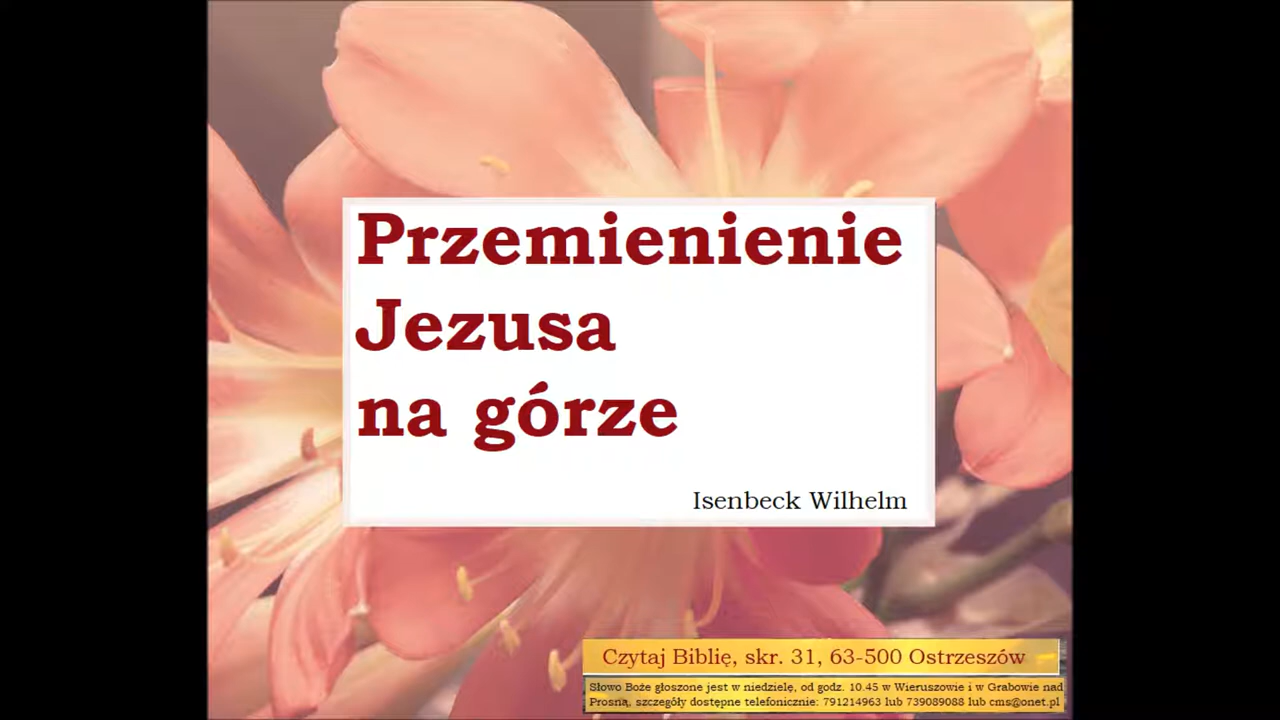 Przemienienie
Jezusa
na górze
Isenbeck Wilhelm
Czytaj Biblię, skr. 31, 63-500 Ostrzeszów
Słowo Boże głoszone jest w niedzielę, od godz. 10.45 w Wieruszowie i w Grabowie nad
Prosną, szczegóły dostępne telefonicznie: 791214963 lub 739089088 lub cms@onet.pl